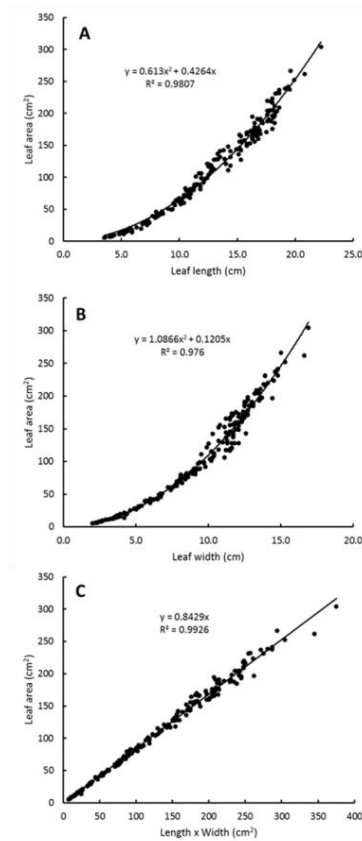 A
y = 0.613x² + 0.4264x
R² = 0.9807
Leaf area (cm²)
350
300
250
200
150
100
50
0
0.0 5.0 10.0 15.0 20.0 25.0
Leaf length (cm)
B
y = 1.0866x² + 0.1205x
R² = 0.976
Leaf area (cm²)
350
300
250
200
150
100
50
0
0.0 5.0 10.0 15.0 20.0
Leaf width (cm)
C
y = 0.8429x
R² = 0.9926
Leaf area (cm²)
350
300
250
200
150
100
50
0
0 50 100 150 200 250 300 350 400
Length x Width (cm²)